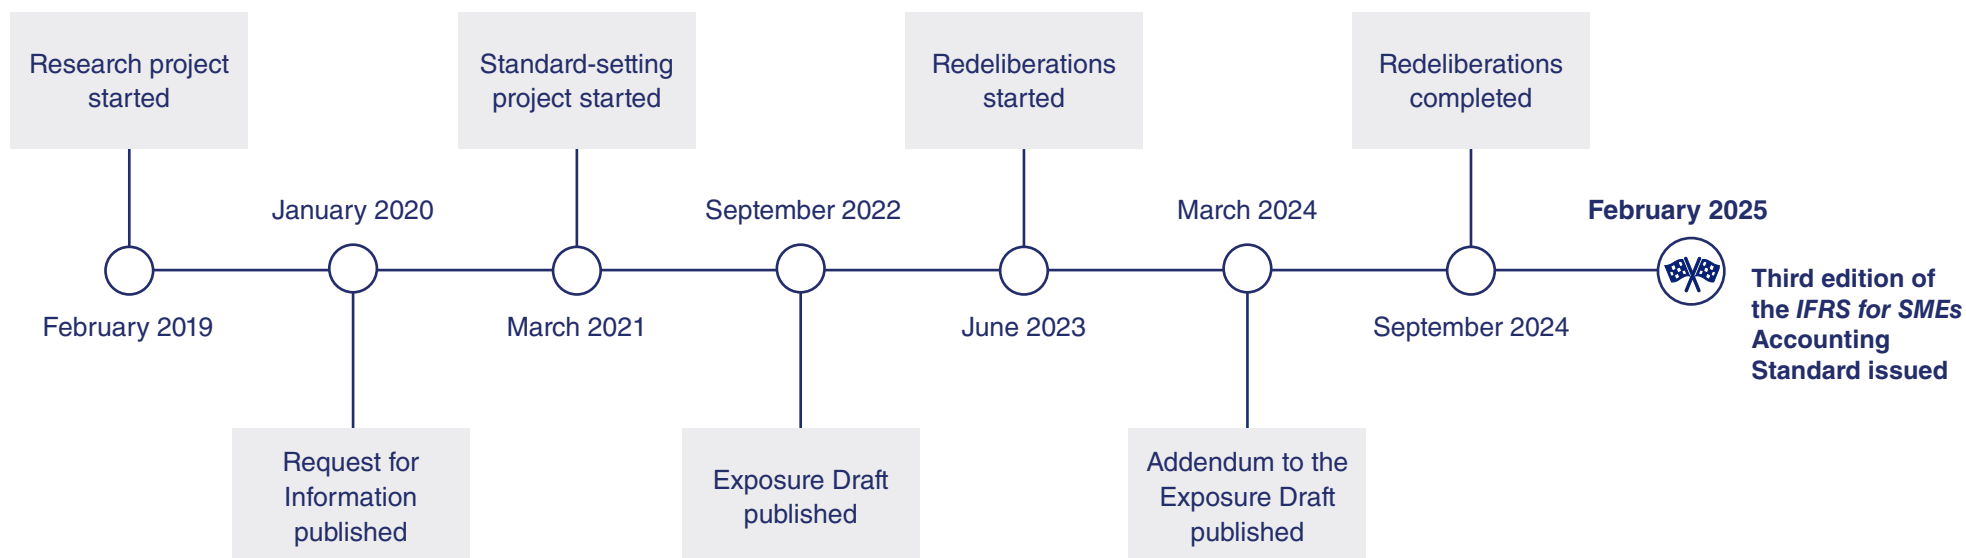 Research project
started
February 2019
January 2020
Request for
Information
published
Standard-setting
project started
March 2021
September 2022
Exposure Draft
published
Redeliberations
started
June 2023
March 2024
Addendum to the
Exposure Draft
published
Redeliberations
completed
September 2024
February 2025
Third edition of
the IFRS for SMEs
Accounting
Standard issued